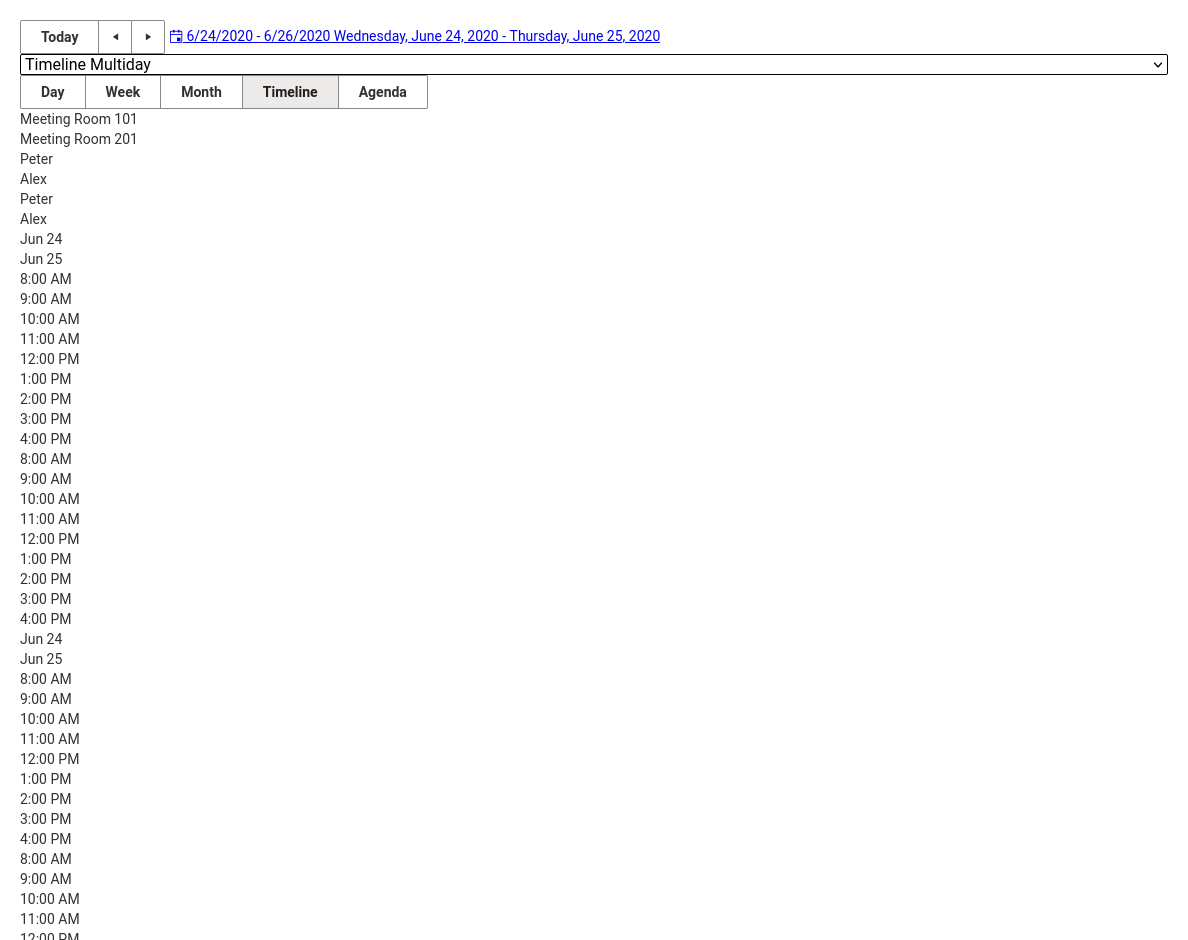 Today 6/24/2020 - 6/26/2020 Wednesday, June 24, 2020 - Thursday, June 25, 2020
Timeline Multiday
Day Week Month Timeline Agenda
Meeting Room 101
Meeting Room 201
Peter
Alex
Peter
Alex
Jun 24
Jun 25
8:00 AM
9:00 AM
10:00 AM
11:00 AM
12:00 PM
1:00 PM
2:00 PM
3:00 PM
4:00 PM
8:00 AM
9:00 AM
10:00 AM
11:00 AM
12:00 PM
1:00 PM
2:00 PM
3:00 PM
4:00 PM
Jun 24
Jun 25
8:00 AM
9:00 AM
10:00 AM
11:00 AM
12:00 PM
1:00 PM
2:00 PM
3:00 PM
4:00 PM
8:00 AM
9:00 AM
10:00 AM
11:00 AM
12:00 PM